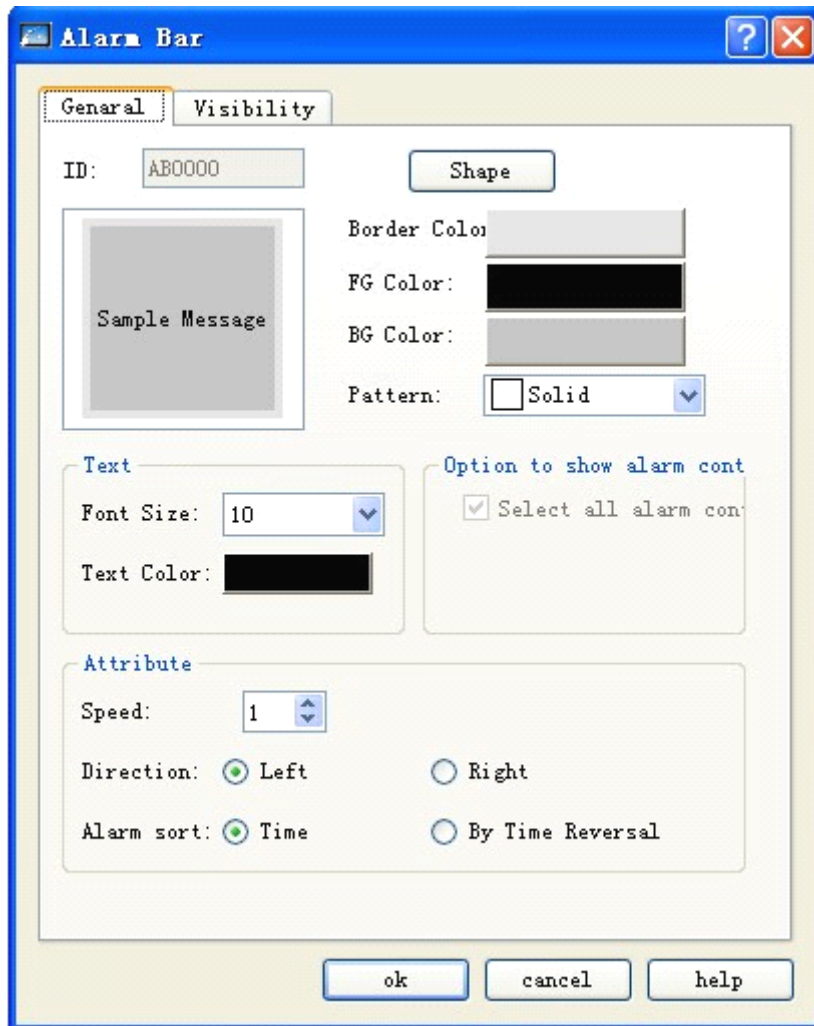 Alarm Bar
Genaral Visibility
ID: AB0000 Shape
Sample Message
Border Color
FG Color:
BG Color:
Pattern: Solid
Text
Font Size: 10
Text Color:
Option to show alarm cont
Select all alarm con
Attribute
Speed: 1
Direction: Left Right
Alarm sort: Time By Time Reversal
ok cancel help